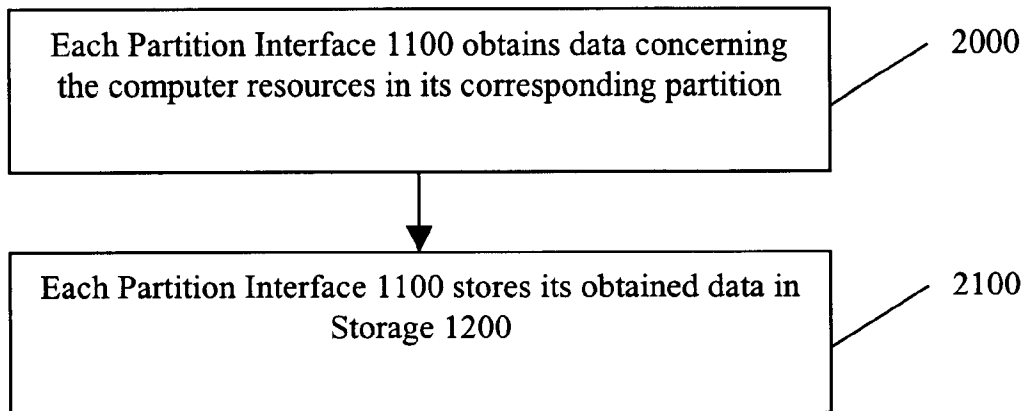 Each Partition Interface 1100 obtains data concerning
the computer resources in its corresponding partition
2000
Each Partition Interface 1100 stores its obtained data in
Storage 1200
2100